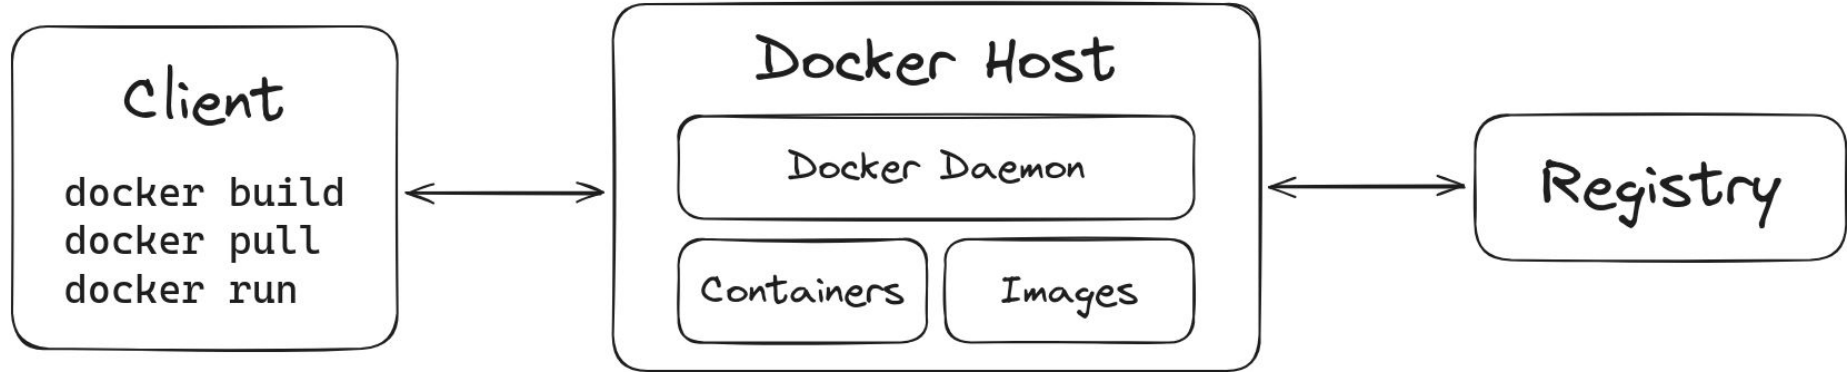 Client
docker build
docker pull
docker run
Docker Host
Docker Daemon
Containers
Images
Registry